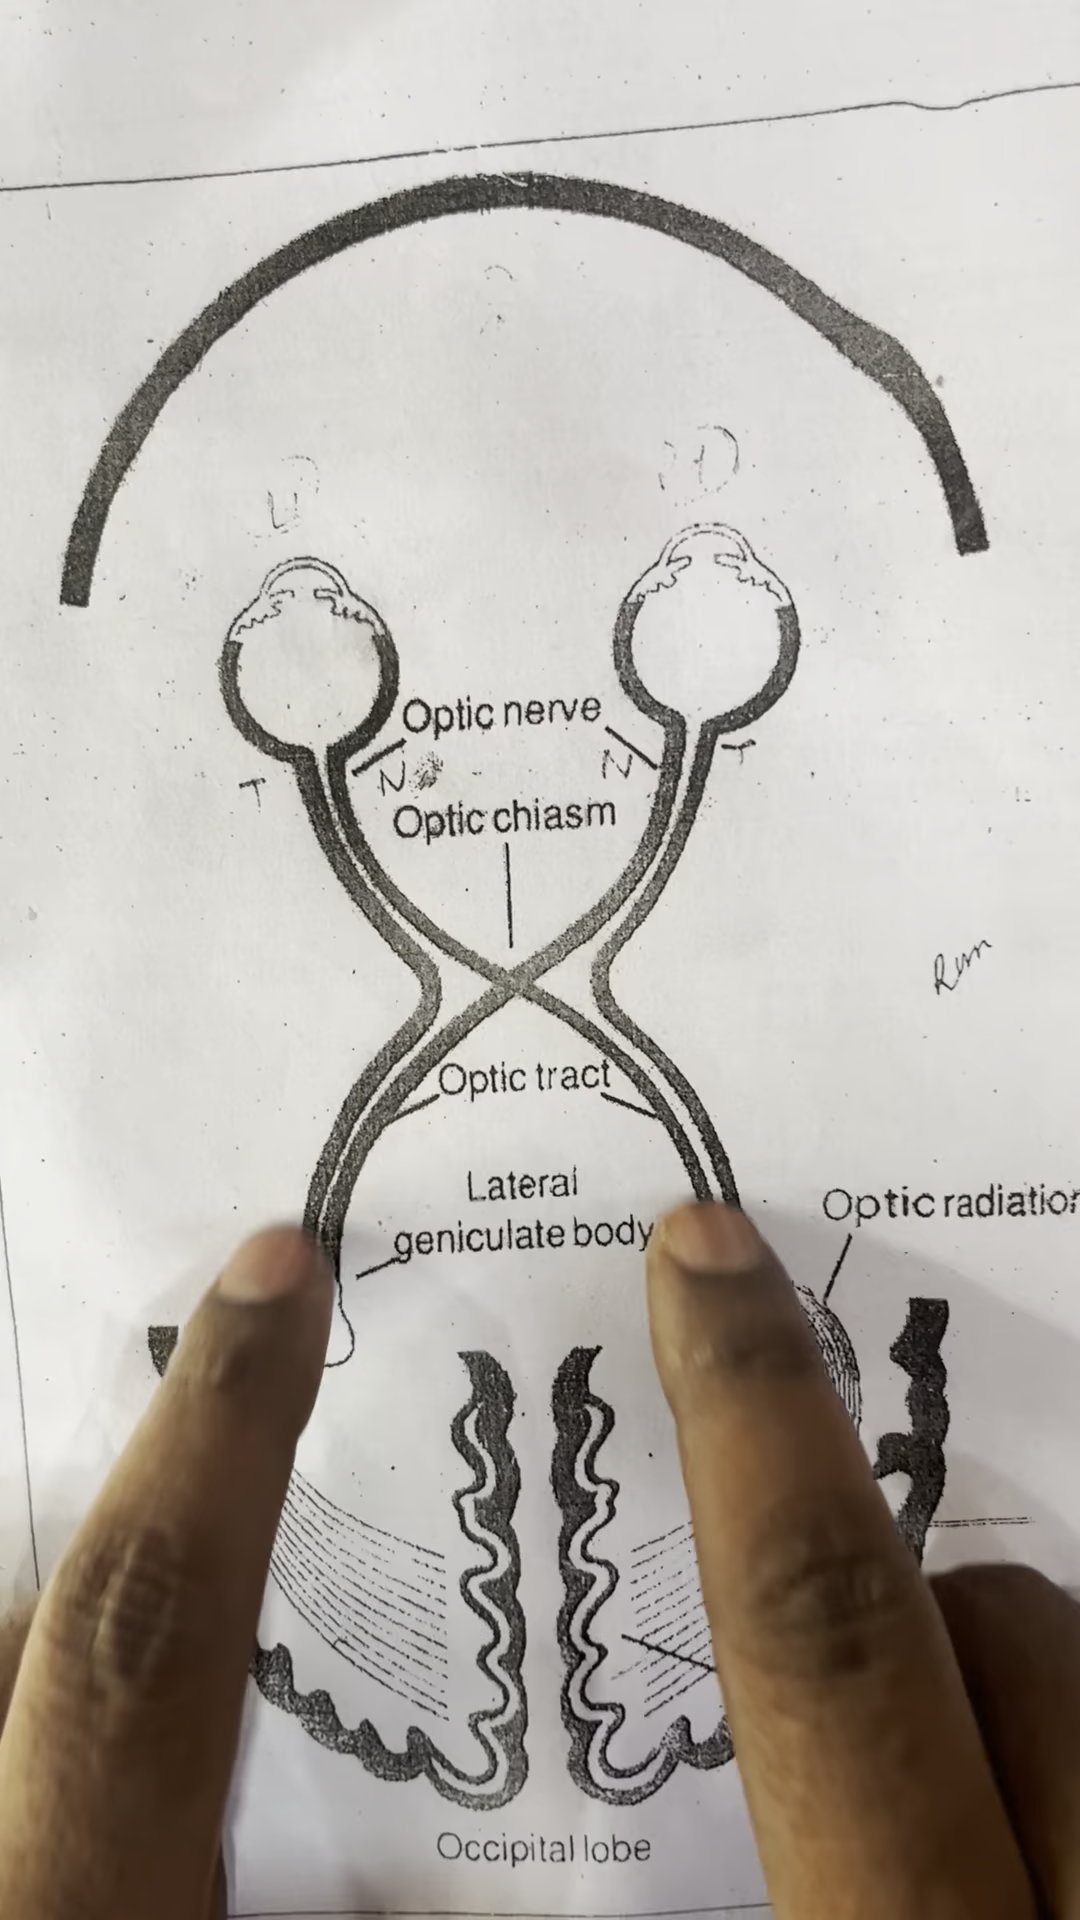 Optic nerve
N
N
T
T
Optic chiasm
Optic tract
Lateral
geniculate body
Optic radiation
Occipital lobe